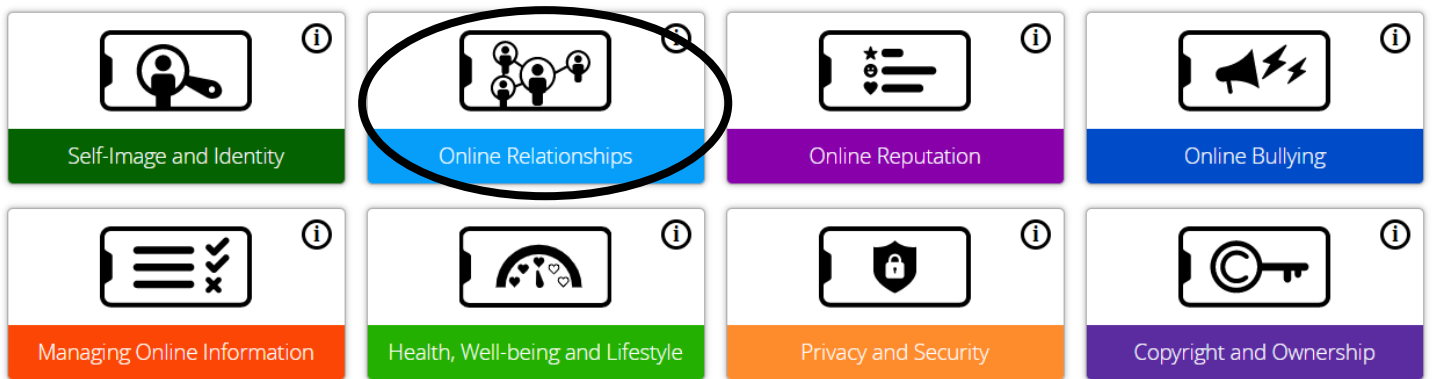 Self-Image and Identity
Online Relationships
Online Reputation
Online Bullying
Managing Online Information
Health, Well-being and Lifestyle
Privacy and Security
Copyright and Ownership